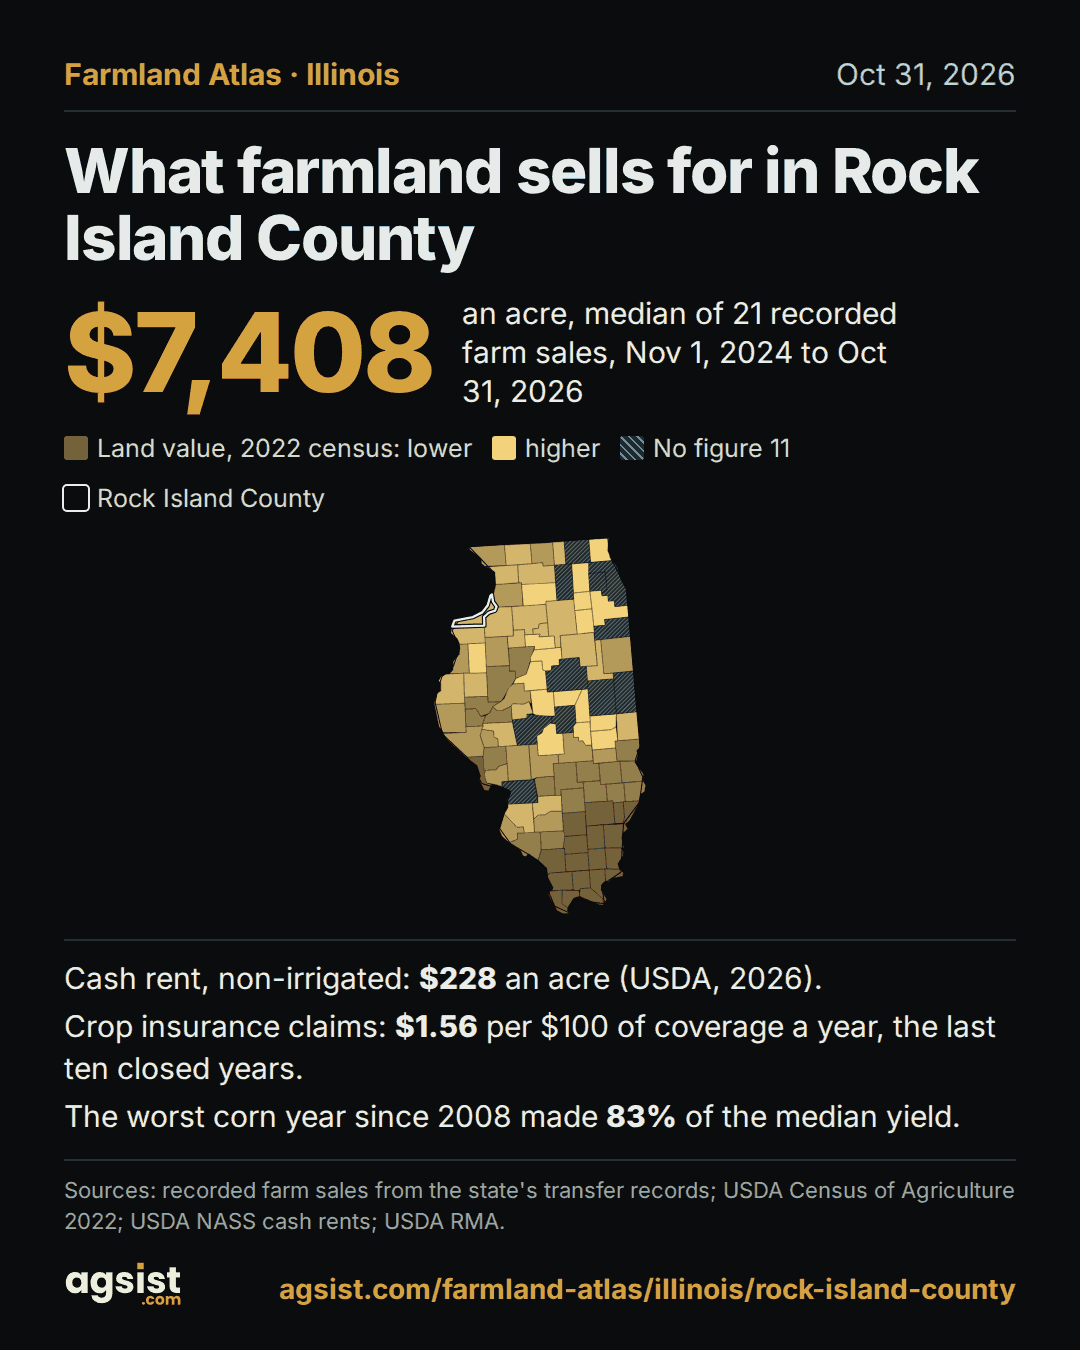 Farmland Atlas · Illinois
Oct 31, 2026
What farmland sells for in Rock
Island County
$7,408
an acre, median of 21 recorded
farm sales, Nov 1, 2024 to Oct
31, 2026
Land value, 2022 census: lower
higher
No figure 11
Rock Island County
Cash rent, non-irrigated: $228 an acre (USDA, 2026).
Crop insurance claims: $1.56 per $100 of coverage a year, the last
ten closed years.
The worst corn year since 2008 made 83% of the median yield.
Sources: recorded farm sales from the state's transfer records; USDA Census of Agriculture
2022; USDA NASS cash rents; USDA RMA.
agsist
.com
agsist.com/farmland-atlas/illinois/rock-island-county